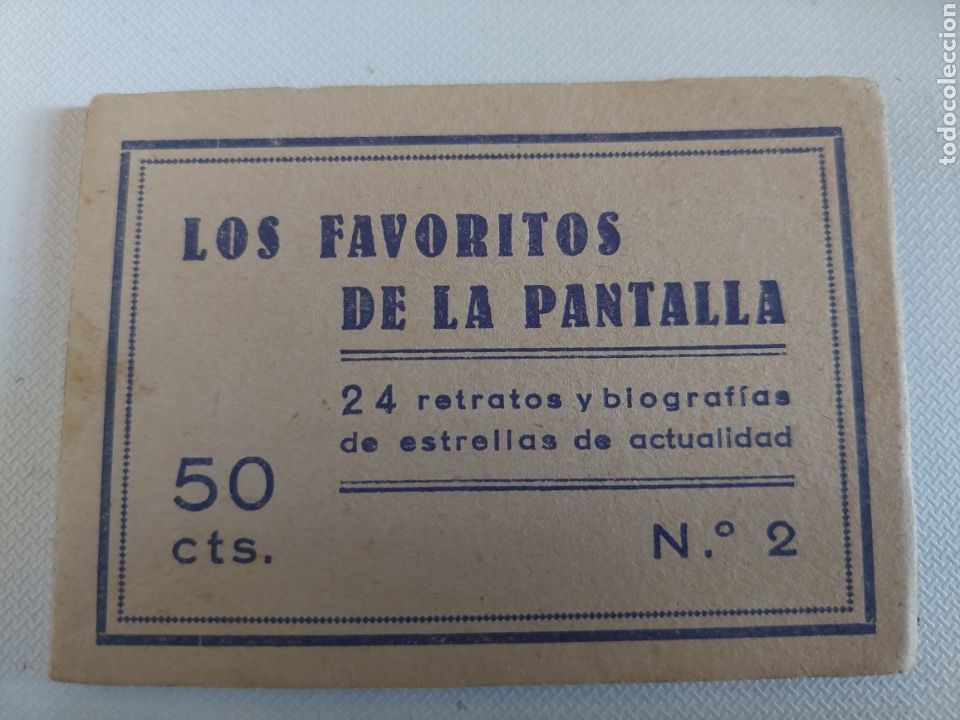 LOS FAVORITOS
DE LA PANTALLA
24 retratos y biografías
de estrellas de actualidad
50
cts.
N.º 2
todocoleccion